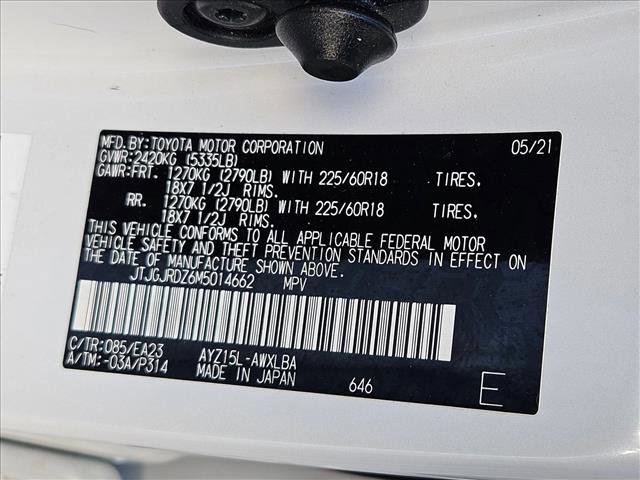 MFD.BY:TOYOTA MOTOR CORPORATION 05/21
GVWR:2420KG (5335LB)
GAWR:FRT. 1270KG (2790LB) WITH 225/60R18 TIRES.
18X7 1/2J RIMS.
RR. 1270KG (2790LB) WITH 225/60R18 TIRES.
18X7 1/2J RIMS.
THIS VEHICLE CONFORMS TO ALL APPLICABLE FEDERAL MOTOR
VEHICLE SAFETY AND THEFT PREVENTION STANDARDS IN EFFECT ON
THE DATE OF MANUFACTURE SHOWN ABOVE.
JTJGJRDZ6M5014662 MPV
C/TR:085/EA23 AYZ15L-AWXLBA
A/TM:-03A/P314 MADE IN JAPAN 646 E